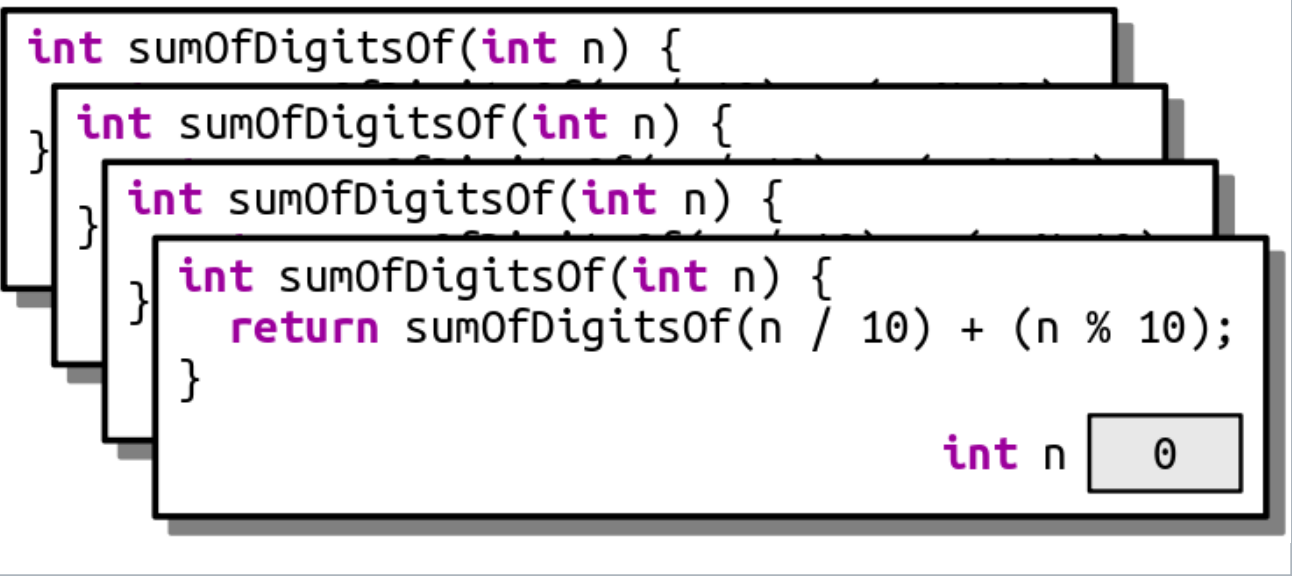 int sumOfDigitsOf(int n) {
}
int sumOfDigitsOf(int n) {
}
int sumOfDigitsOf(int n) {
}
int sumOfDigitsOf(int n) {
return sumOfDigitsOf(n / 10) + (n % 10);
}
int n 0